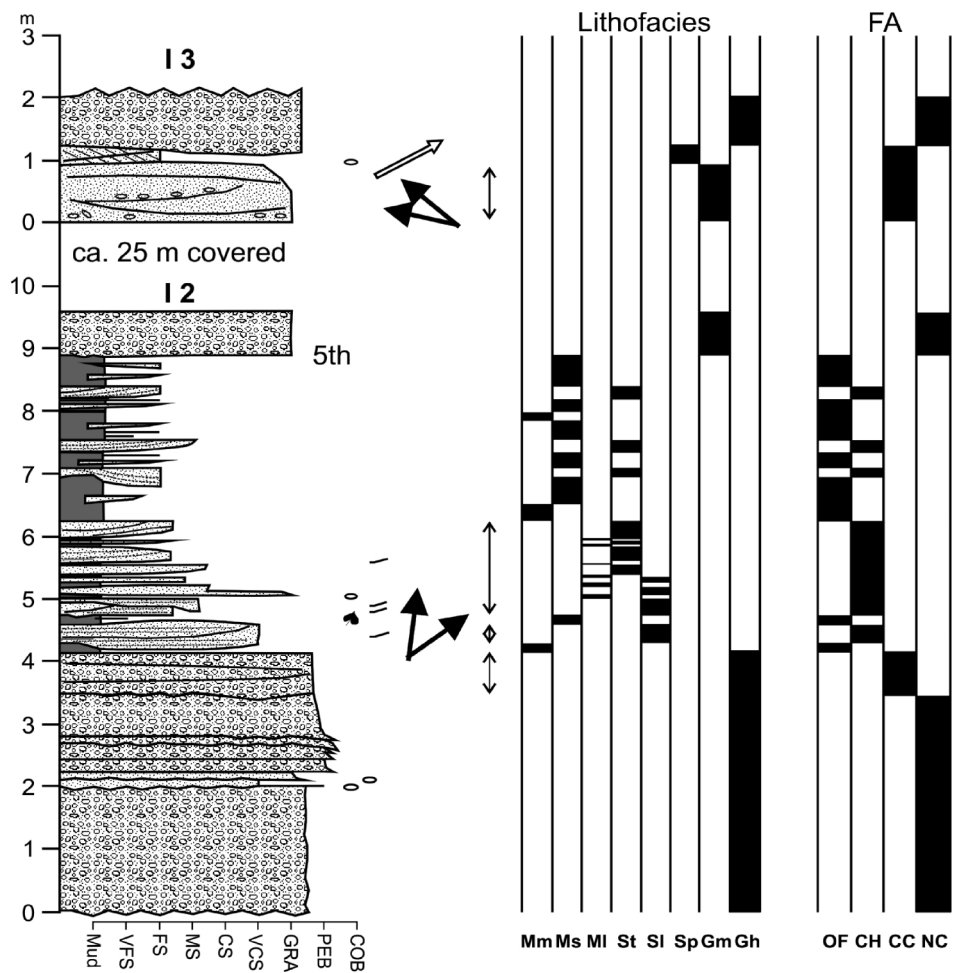 m
Lithofacies
FA
3
I 3
2
1
0
ca. 25 m covered
10
I 2
9
5th
8
7
6
5
4
3
2
1
0
Mud
VFS
FS
MS
CS
VCS
GRA
PEB
COB
Mm Ms Ml St Sl Sp Gm Gh
OF CH CC NC